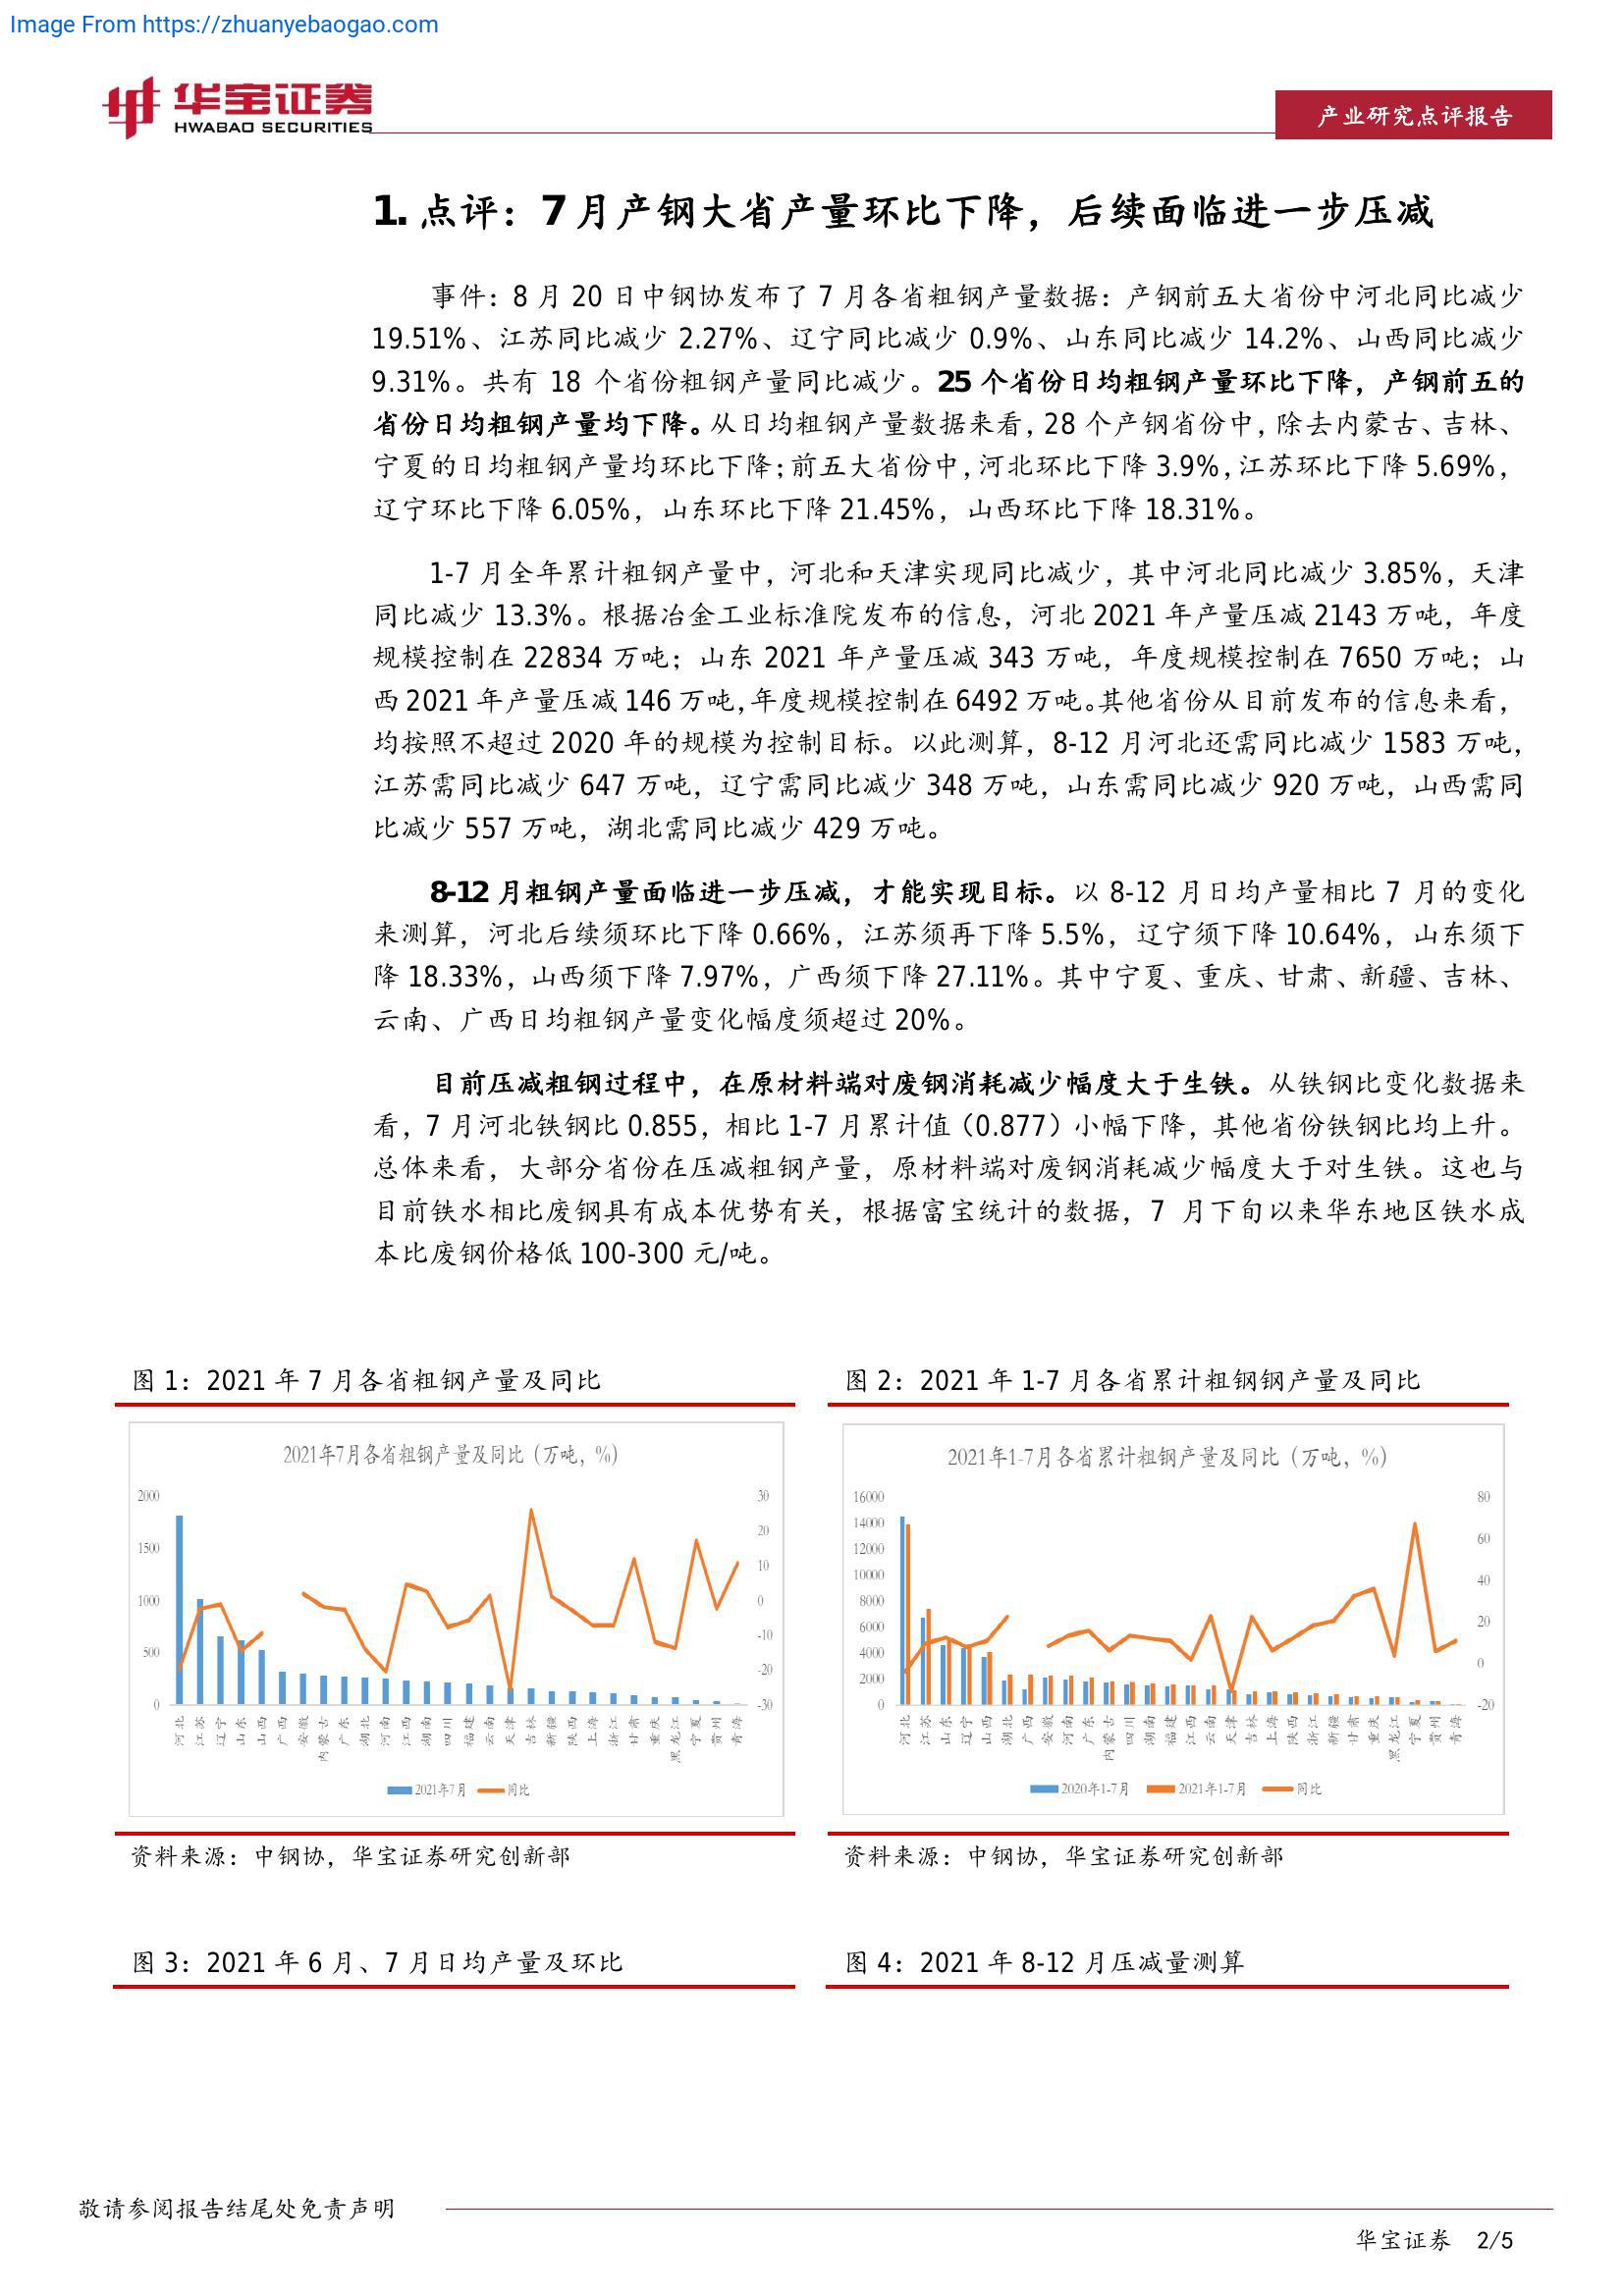 Image From https://zhuanyebaogao.com
华宝证券
HWABAO SECURITIES
产业研究点评报告
1. 点评：7 月产钢大省产量环比下降，后续面临进一步压减
事件：8 月 20 日中钢协发布了 7 月各省粗钢产量数据：产钢前五大省份中河北同比减少
19.51%、江苏同比减少 2.27%、辽宁同比减少 0.9%、山东同比减少 14.2%、山西同比减少
9.31%。共有 18 个省份粗钢产量同比减少。25 个省份日均粗钢产量环比下降，产钢前五的
省份日均粗钢产量均下降。从日均粗钢产量数据来看，28 个产钢省份中，除去内蒙古、吉林、
宁夏的日均粗钢产量均环比下降；前五大省份中，河北环比下降 3.9%，江苏环比下降 5.69%，
辽宁环比下降 6.05%，山东环比下降 21.45%，山西环比下降 18.31%。
1-7 月全年累计粗钢产量中，河北和天津实现同比减少，其中河北同比减少 3.85%，天津
同比减少 13.3%。根据冶金工业标准院发布的信息，河北 2021 年产量压减 2143 万吨，年度
规模控制在 22834 万吨；山东 2021 年产量压减 343 万吨，年度规模控制在 7650 万吨；山
西 2021 年产量压减 146 万吨，年度规模控制在 6492 万吨。其他省份从目前发布的信息来看，
均按照不超过 2020 年的规模为控制目标。以此测算，8-12 月河北还需同比减少 1583 万吨，
江苏需同比减少 647 万吨，辽宁需同比减少 348 万吨，山东需同比减少 920 万吨，山西需同
比减少 557 万吨，湖北需同比减少 429 万吨。
8-12 月粗钢产量面临进一步压减，才能实现目标。以 8-12 月日均产量相比 7 月的变化
来测算，河北后续须环比下降 0.66%，江苏须再下降 5.5%，辽宁须下降 10.64%，山东须下
降 18.33%，山西须下降 7.97%，广西须下降 27.11%。其中宁夏、重庆、甘肃、新疆、吉林、
云南、广西日均粗钢产量变化幅度须超过 20%。
目前压减粗钢过程中，在原材料端对废钢消耗减少幅度大于生铁。从铁钢比变化数据来
看，7 月河北铁钢比 0.855，相比 1-7 月累计值（0.877）小幅下降，其他省份铁钢比均上升。
总体来看，大部分省份在压减粗钢产量，原材料端对废钢消耗减少幅度大于对生铁。这也与
目前铁水相比废钢具有成本优势有关，根据富宝统计的数据，7 月下旬以来华东地区铁水成
本比废钢价格低 100-300 元/吨。
图 1：2021 年 7 月各省粗钢产量及同比
2021年7月各省粗钢产量及同比（万吨，%）
2000
1500
1000
500
0
30
20
10
0
-10
-20
-30
河北 江苏 辽宁 山东 山西 广西 安徽 内蒙古 广东 湖北 河南 江西 湖南 四川 福建 云南 天津 吉林 新疆 陕西 上海 浙江 甘肃 重庆 黑龙江 宁夏 贵州 青海
2021年7月 同比
资料来源：中钢协，华宝证券研究创新部
图 2：2021 年 1-7 月各省累计粗钢钢产量及同比
2021年1-7月各省累计粗钢产量及同比（万吨，%）
16000
14000
12000
10000
8000
6000
4000
2000
0
80
60
40
20
0
-20
河北 江苏 山东 辽宁 山西 湖北 广西 安徽 河南 广东 内蒙古 四川 湖南 福建 江西 云南 天津 吉林 上海 陕西 浙江 新疆 甘肃 重庆 黑龙江 宁夏 贵州 青海
2020年1-7月 2021年1-7月 同比
资料来源：中钢协，华宝证券研究创新部
图 3：2021 年 6 月、7 月日均产量及环比
图 4：2021 年 8-12 月压减量测算
敬请参阅报告结尾处免责声明
华宝证券 2/5